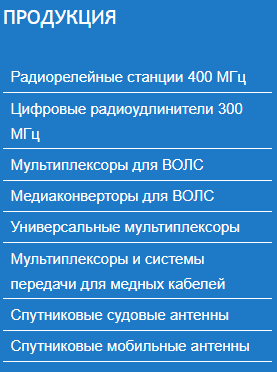 ПРОДУКЦИЯ
Радиорелейные станции 400 МГц
Цифровые радиоудлинители 300
МГц
Мультиплексоры для ВОЛС
Медиаконверторы для ВОЛС
Универсальные мультиплексоры
Мультиплексоры и системы
передачи для медных кабелей
Спутниковые судовые антенны
Спутниковые мобильные антенны